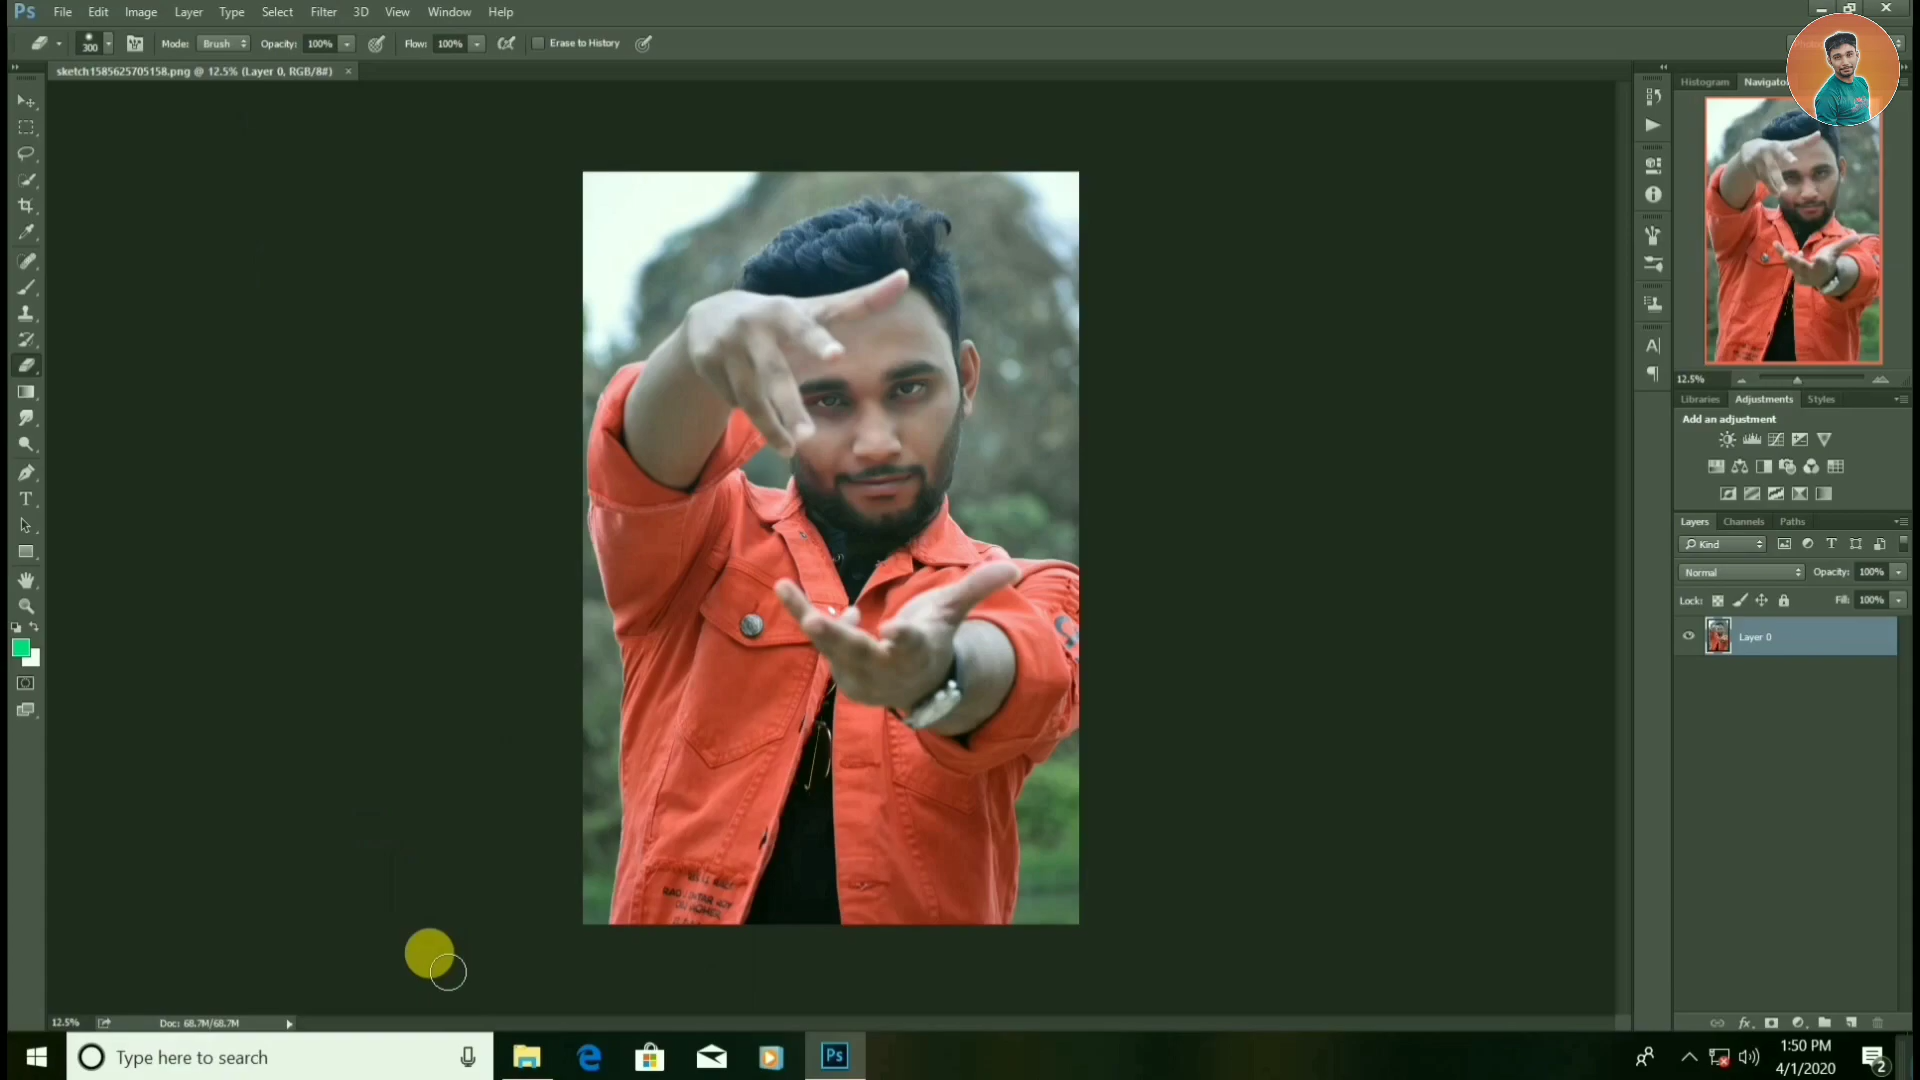 Ps File Edit Image Layer Type Select Filter 3D View Window Help
300 Mode: Brush Opacity: 100% Flow: 100% Erase to History
sketch1585625705158.png @ 12.5% (Layer 0, RGB/8#) ×
Histogram Navigator
12.5%
Libraries Adjustments Styles
Add an adjustment
Layers Channels Paths
Kind
Normal Opacity: 100%
Lock: Fill: 100%
Layer 0
12.5% Doc: 68.7M/68.7M
Type here to search
Ps
1:50 PM
4/1/2020
2